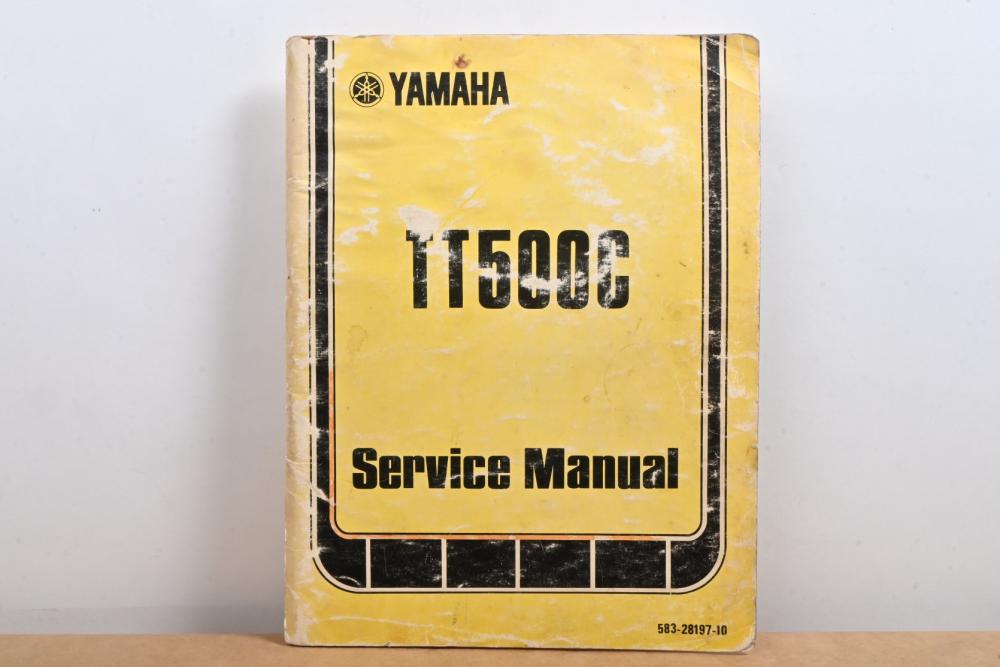 YAMAHA
TT500C
Service Manual
583-28197-10